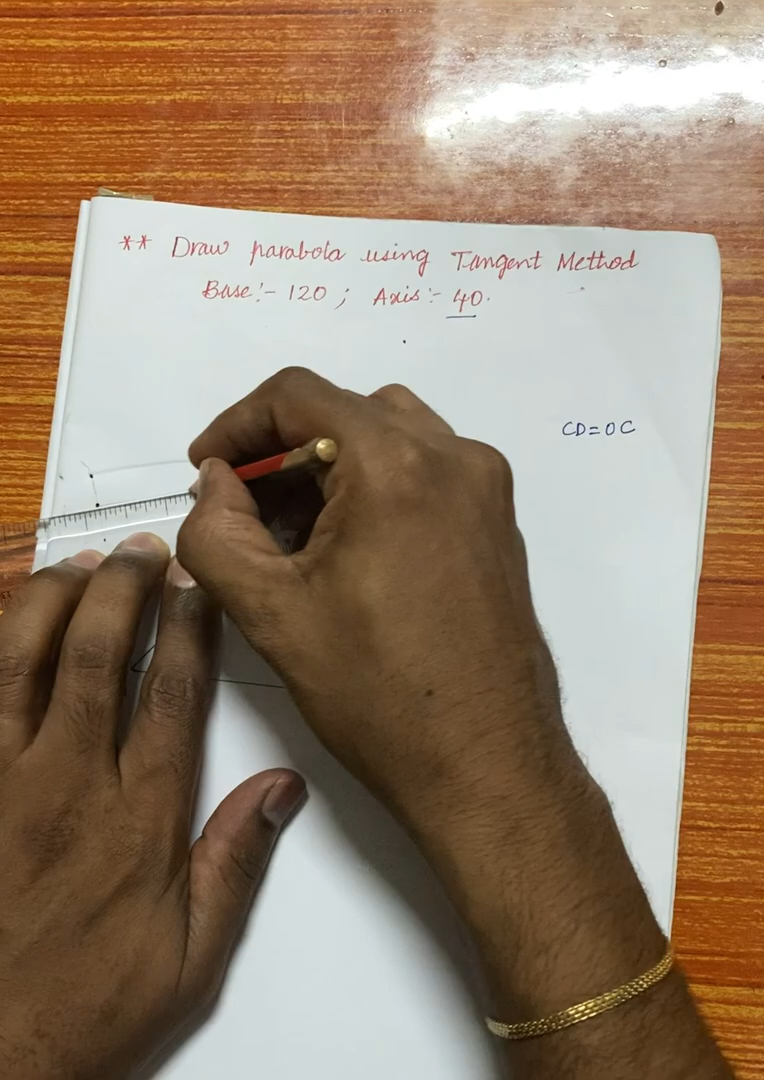 ** Draw parabola using Tangent Method
Base:- 120 ; Axis:- 40.
CD=OC